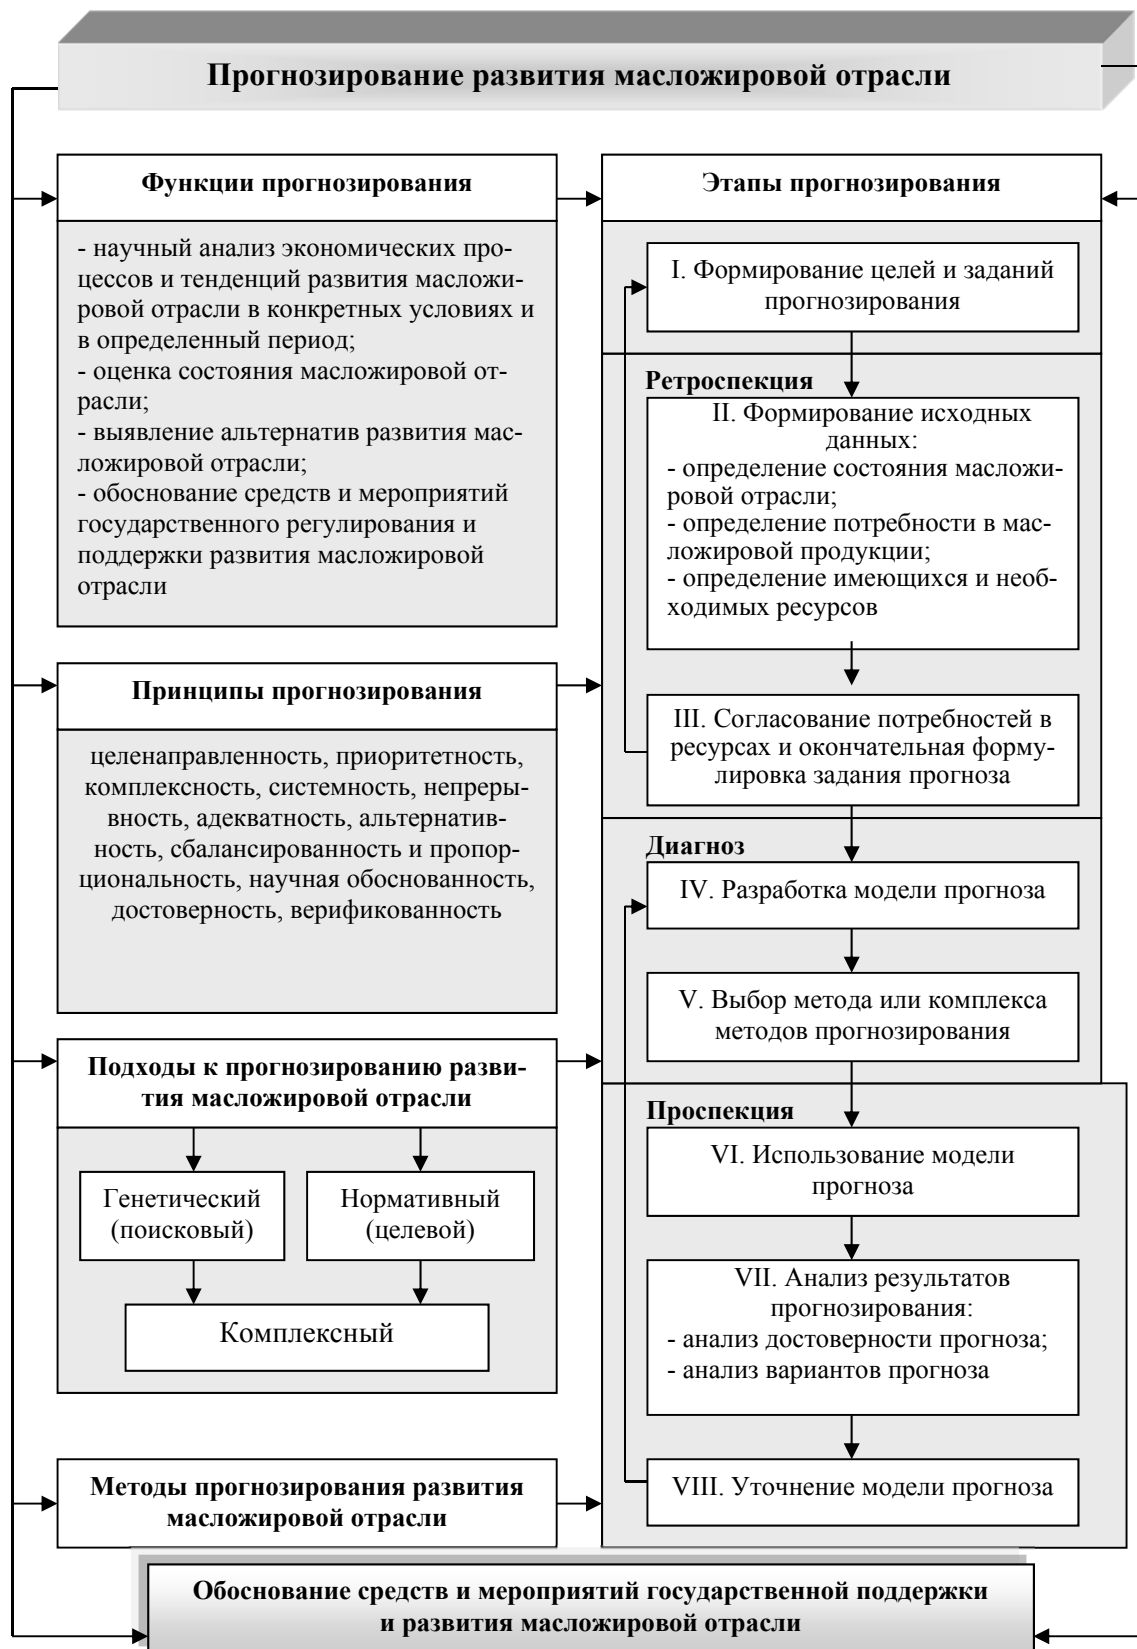 Прогнозирование развития масложировой отрасли
Функции прогнозирования
- научный анализ экономических про-
цессов и тенденций развития масложи-
ровой отрасли в конкретных условиях и
в определенный период;
- оценка состояния масложировой от-
расли;
- выявление альтернатив развития мас-
ложировой отрасли;
- обоснование средств и мероприятий
государственного регулирования и
поддержки развития масложировой
отрасли
Принципы прогнозирования
целенаправленность, приоритетность,
комплексность, системность, непреры-
вность, адекватность, альтернатив-
ность, сбалансированность и пропор-
циональность, научная обоснованность,
достоверность, верификованность
Подходы к прогнозированию разви-
тия масложировой отрасли
Генетический
(поисковый)
Нормативный
(целевой)
Комплексный
Методы прогнозирования развития
масложировой отрасли
Этапы прогнозирования
I. Формирование целей и заданий
прогнозирования
Ретроспекция
II. Формирование исходных
данных:
- определение состояния масложи-
ровой отрасли;
- определение потребности в мас-
ложировой продукции;
- определение имеющихся и необ-
ходимых ресурсов
III. Согласование потребностей в
ресурсах и окончательная форму-
лировка задания прогноза
Диагноз
IV. Разработка модели прогноза
V. Выбор метода или комплекса
методов прогнозирования
Проспекция
VI. Использование модели
прогноза
VII. Анализ результатов
прогнозирования:
- анализ достоверности прогноза;
- анализ вариантов прогноза
VIII. Уточнение модели прогноза
Обоснование средств и мероприятий государственной поддержки
и развития масложировой отрасли